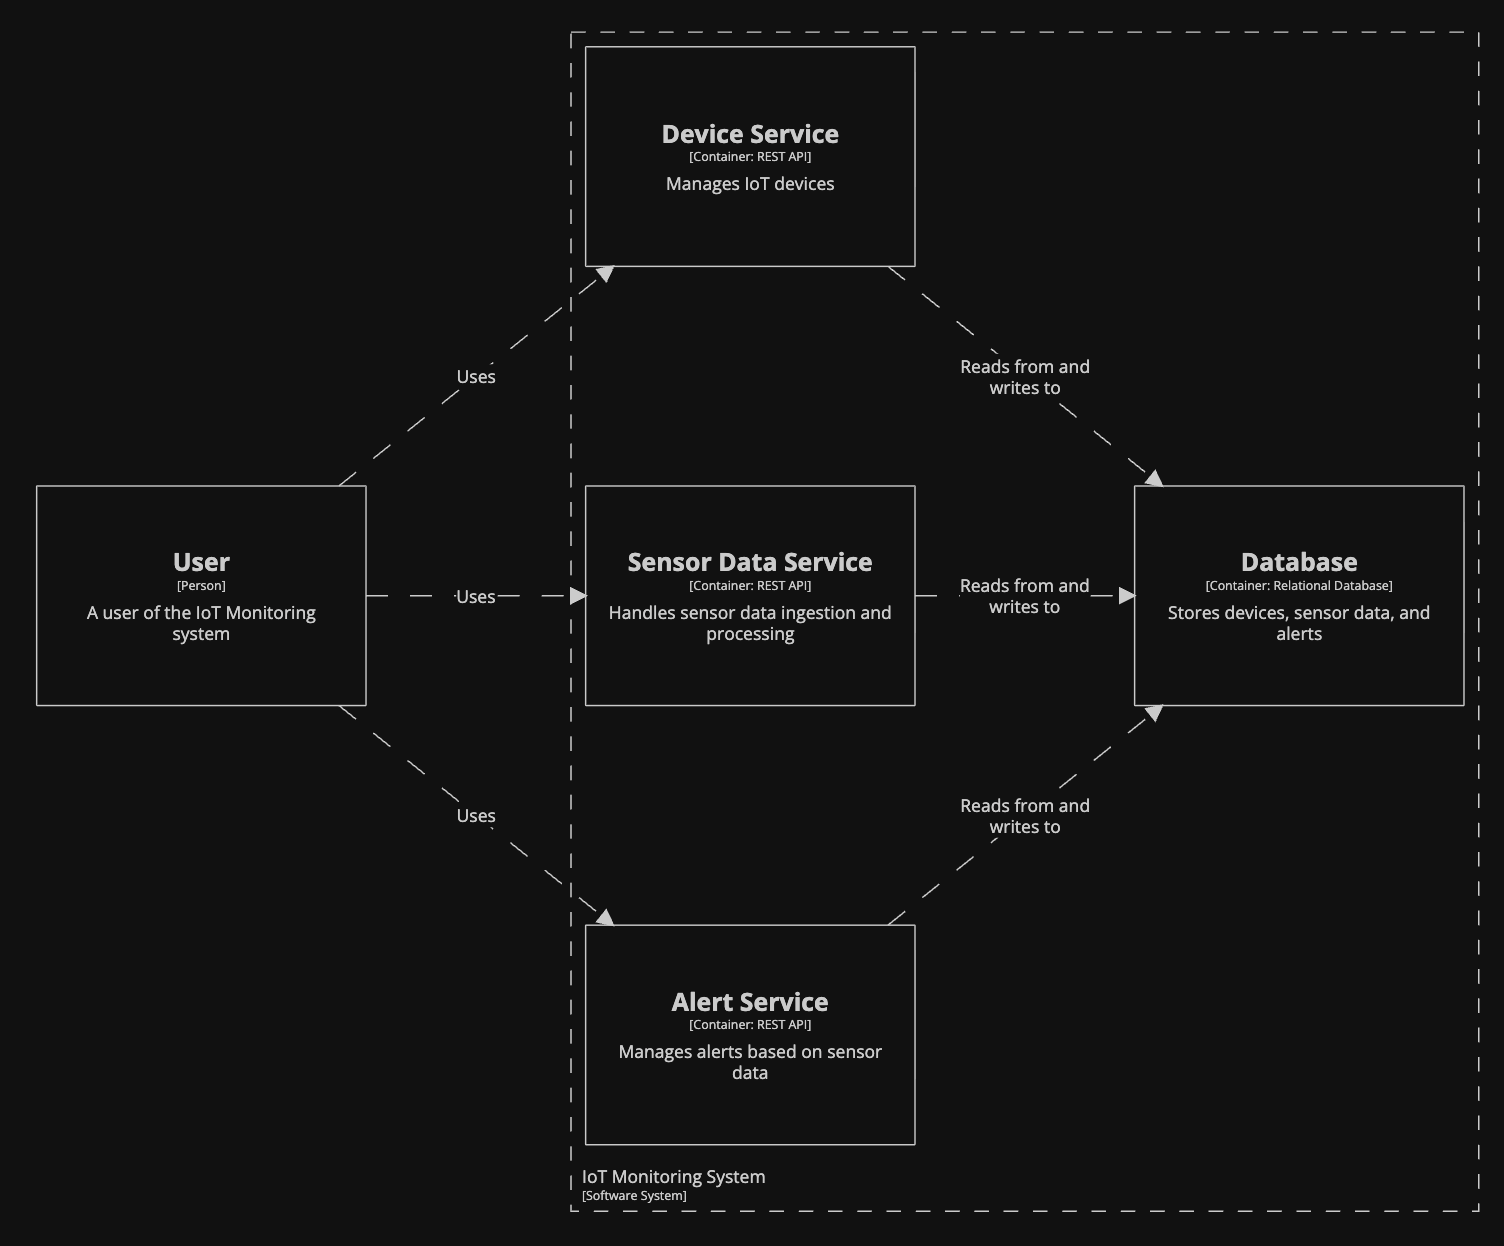 Device Service
[Container: REST API]
Manages IoT devices
Uses
Reads from and
writes to
User
[Person]
A user of the IoT Monitoring
system
Uses
Sensor Data Service
[Container: REST API]
Handles sensor data ingestion and
processing
Reads from and
writes to
Database
[Container: Relational Database]
Stores devices, sensor data, and
alerts
Uses
Reads from and
writes to
Alert Service
[Container: REST API]
Manages alerts based on sensor
data
IoT Monitoring System
[Software System]